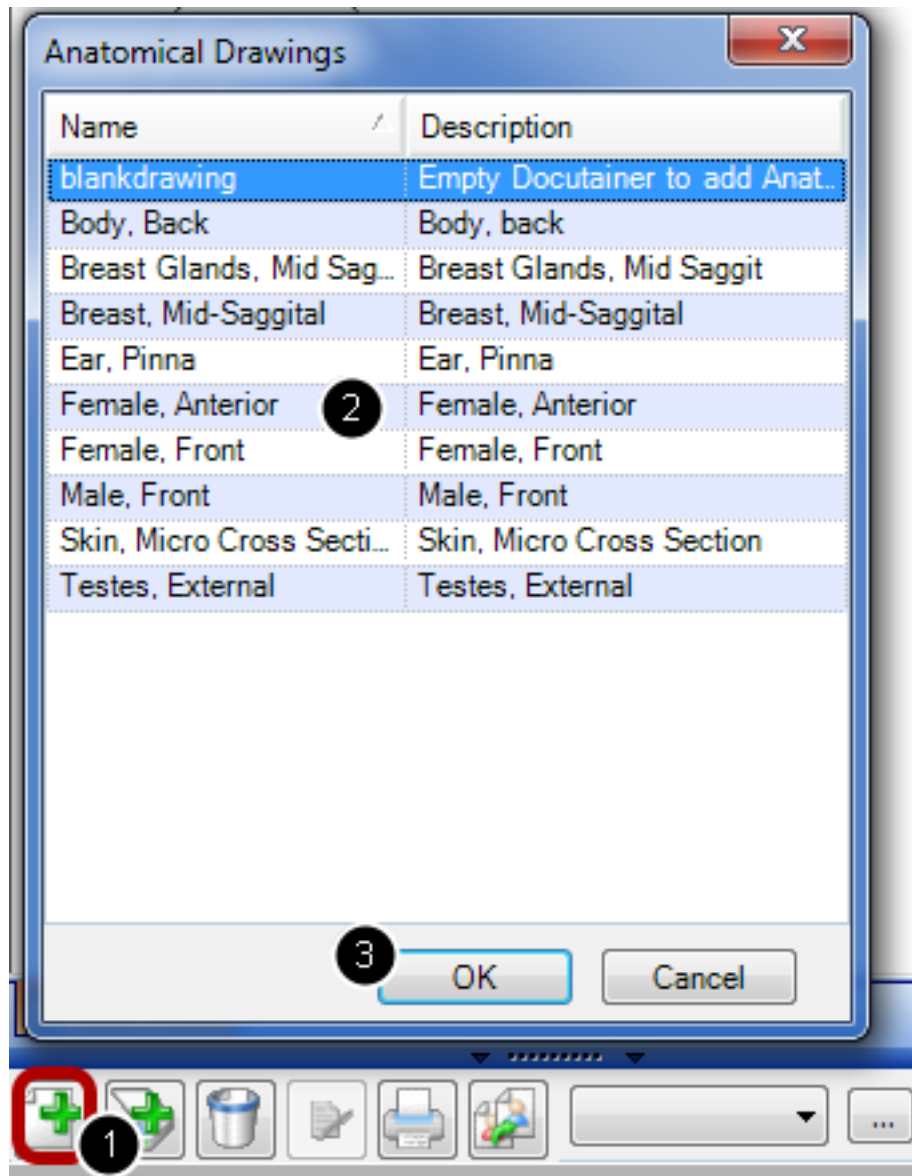 Anatomical Drawings
Name Description
blankdrawing Empty Docutainer to add Anat..
Body, Back Body, back
Breast Glands, Mid Sag... Breast Glands, Mid Saggit
Breast, Mid-Saggital Breast, Mid-Saggital
Ear, Pinna Ear, Pinna
Female, Anterior 2 Female, Anterior
Female, Front Female, Front
Male, Front Male, Front
Skin, Micro Cross Secti... Skin, Micro Cross Section
Testes, External Testes, External
3 OK Cancel
1 ...